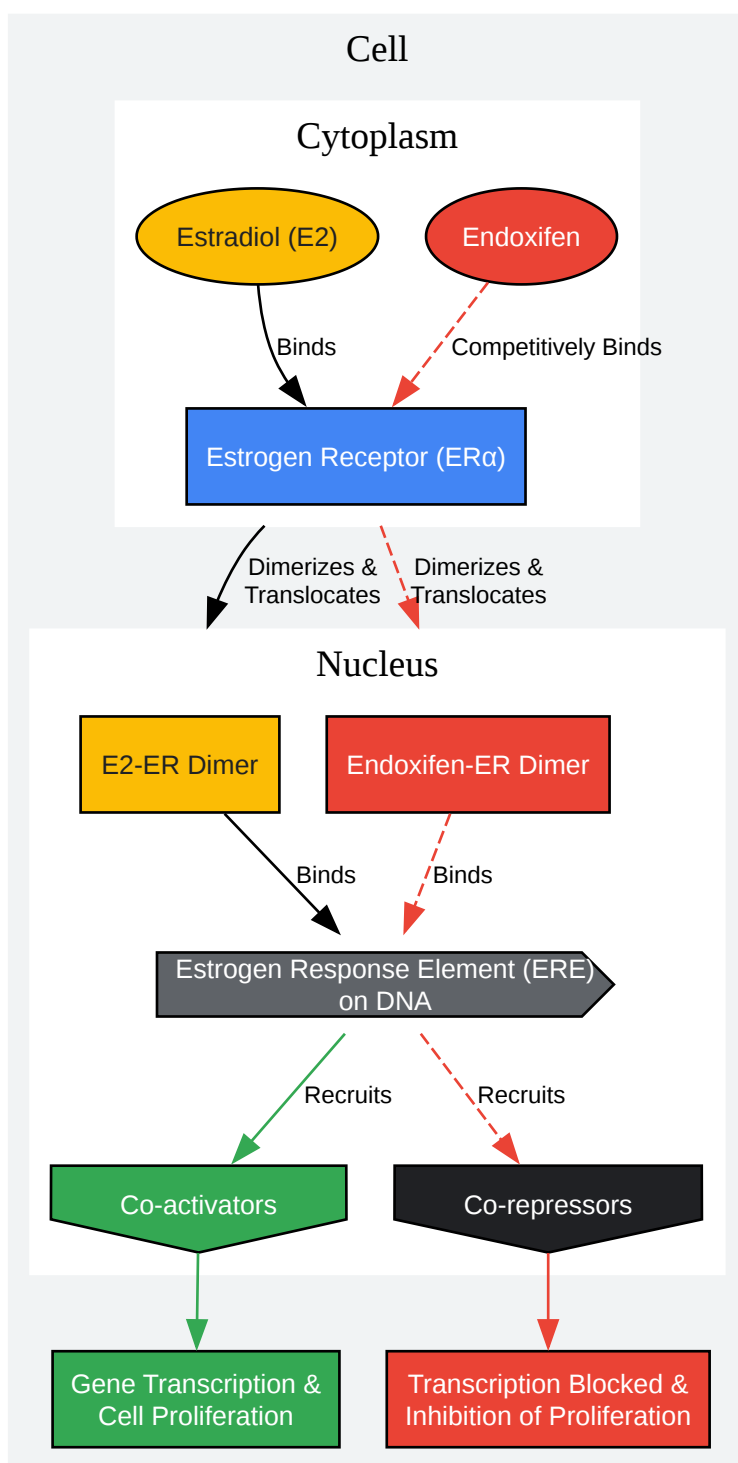 Cell
Cytoplasm
Estradiol (E2)
Endoxifen
Binds
Competitively Binds
Estrogen Receptor (ERα)
Dimerizes &
Translocates
Dimerizes &
Translocates
Nucleus
E2-ER Dimer
Endoxifen-ER Dimer
Binds
Binds
Estrogen Response Element (ERE)
on DNA
Recruits
Recruits
Co-activators
Co-repressors
Gene Transcription &
Cell Proliferation
Transcription Blocked &
Inhibition of Proliferation